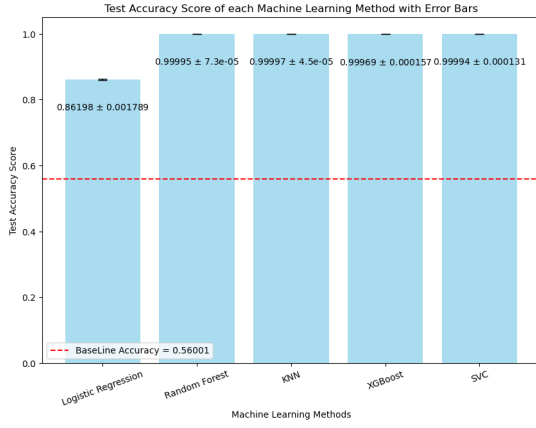 Test Accuracy Score of each Machine Learning Method with Error Bars
1.0
0.8
0.6
0.4
0.2
0.0
Test Accuracy Score
0.86198 ± 0.001789
0.99995 ± 7.3e-05
0.99997 ± 4.5e-05
0.99969 ± 0.000157
0.99994 ± 0.000131
BaseLine Accuracy = 0.56001
Logistic Regression
Random Forest
KNN
XGBoost
SVC
Machine Learning Methods